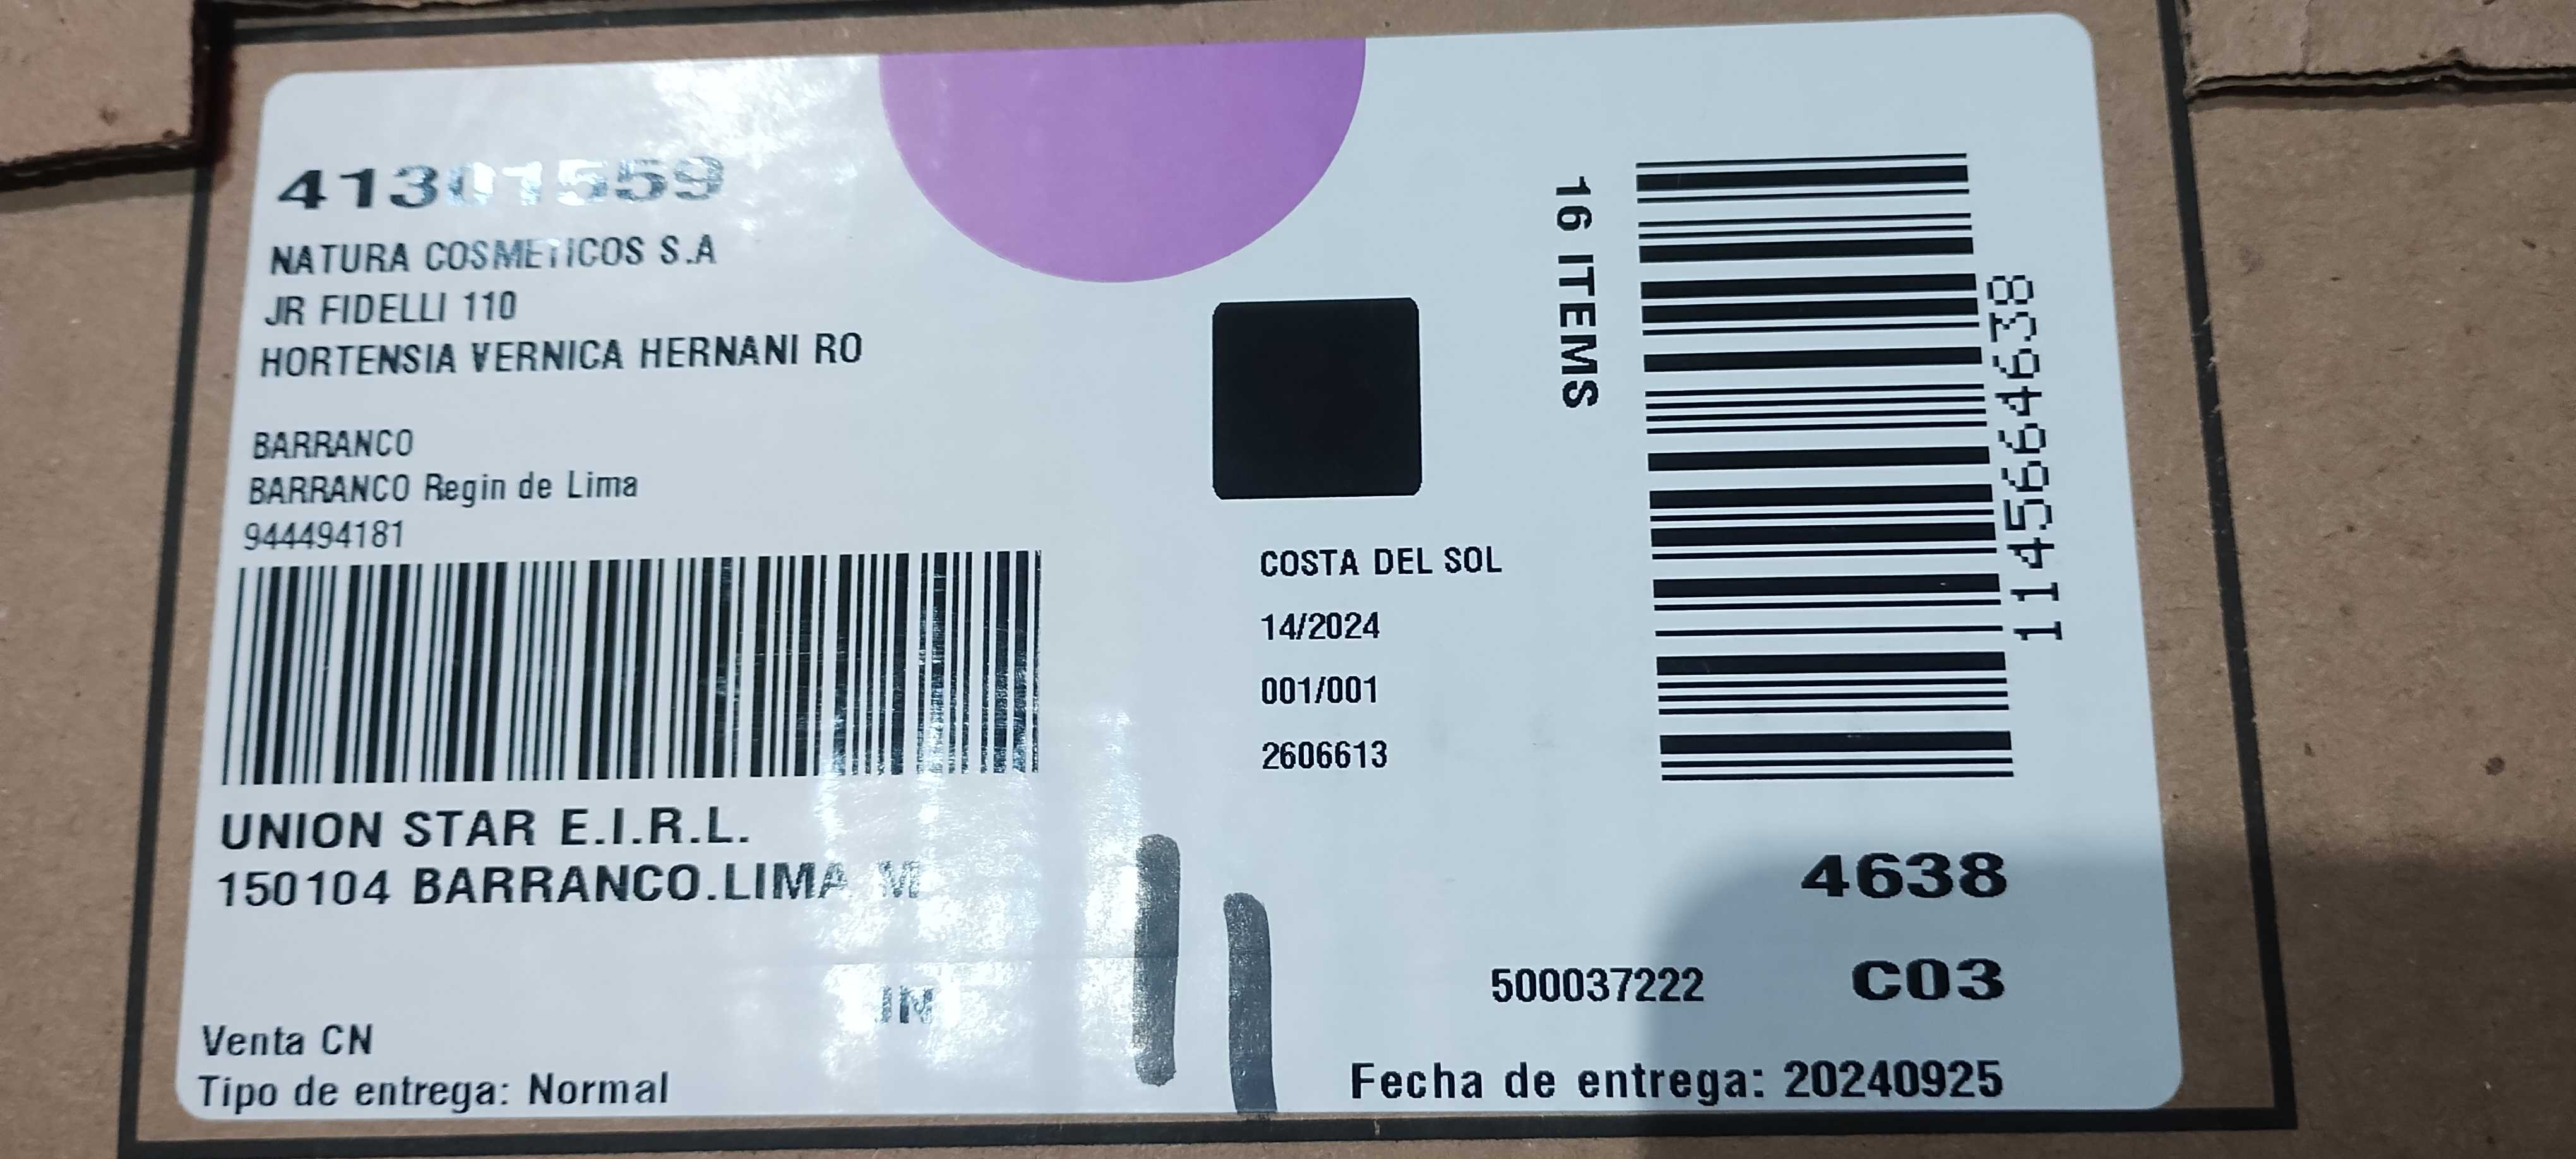 41301559
NATURA COSMETICOS S.A
JR FIDELLI 110
HORTENSIA VERNICA HERNANI RO
BARRANCO
BARRANCO Regin de Lima
944494181
UNION STAR E.I.R.L.
150104 BARRANCO.LIMA M
IN
Venta CN
Tipo de entrega: Normal
COSTA DEL SOL
14/2024
001/001
2606613
16 ITEMS
1145664638
4638
500037222 C03
Fecha de entrega: 20240925